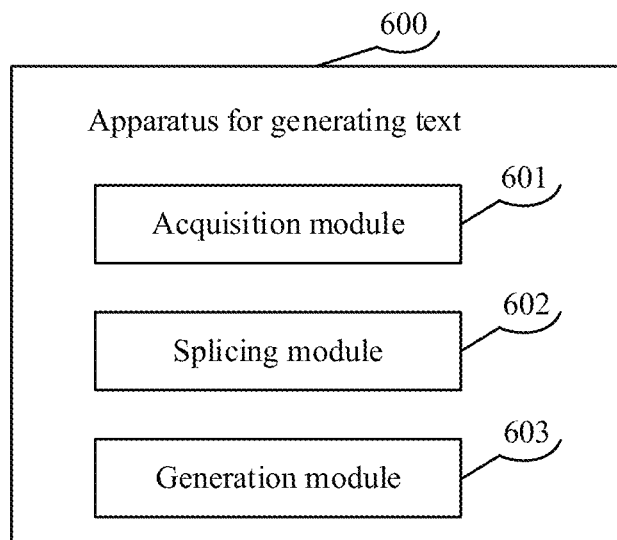 600
Apparatus for generating text
601
Acquisition module
602
Splicing module
603
Generation module